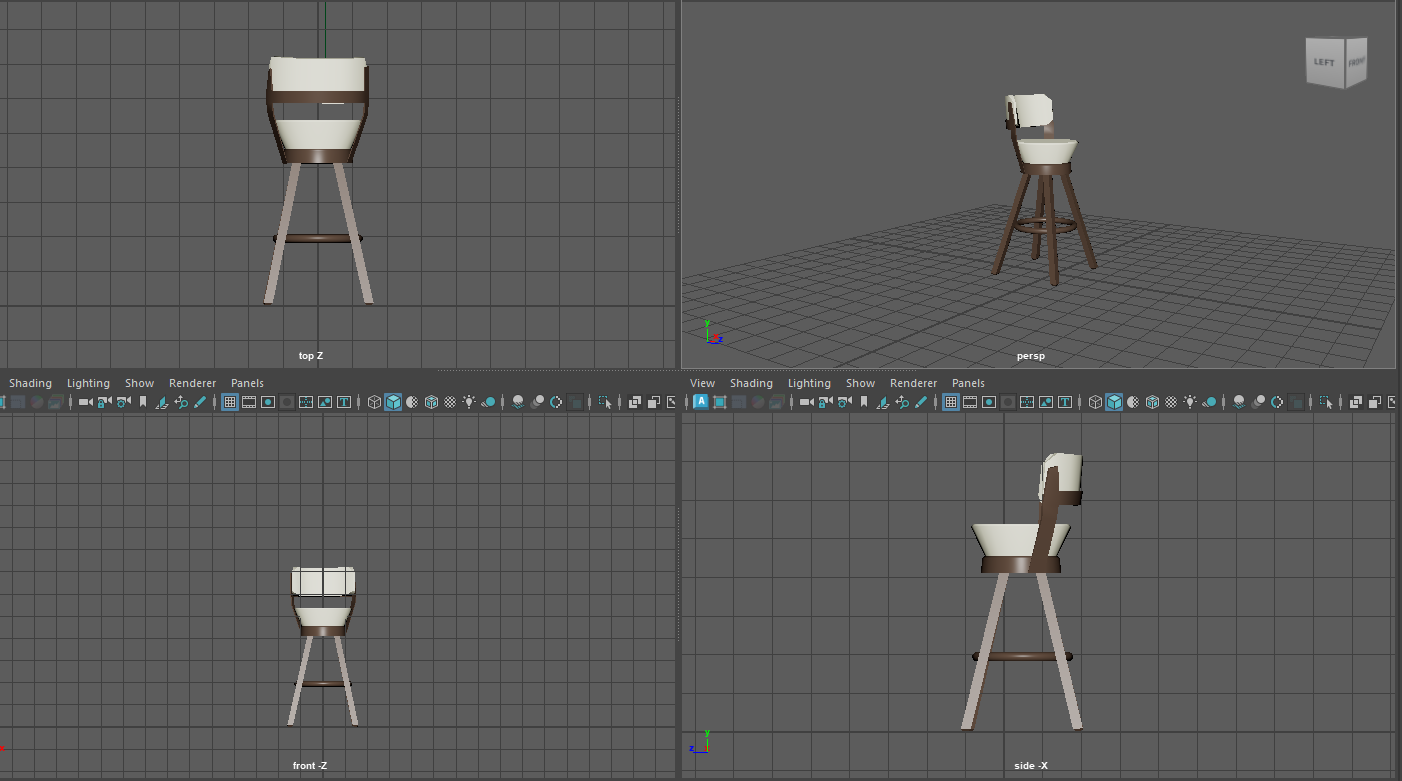 LEFT
FRONT
top Z
y
z
persp
Shading Lighting Show Renderer Panels
View Shading Lighting Show Renderer Panels
A
T
T
front -Z
y
z
side -X